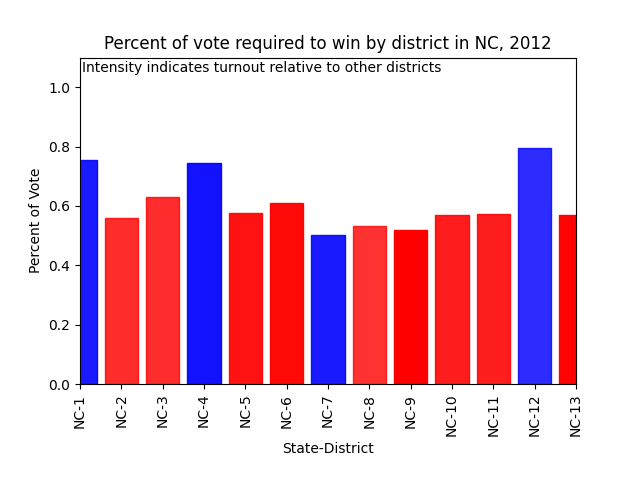 Percent of vote required to win by district in NC, 2012
Intensity indicates turnout relative to other districts
1.0
0.8
0.6
0.4
0.2
0.0
Percent of Vote
NC-1
NC-2
NC-3
NC-4
NC-5
NC-6
NC-7
NC-8
NC-9
NC-10
NC-11
NC-12
NC-13
State-District